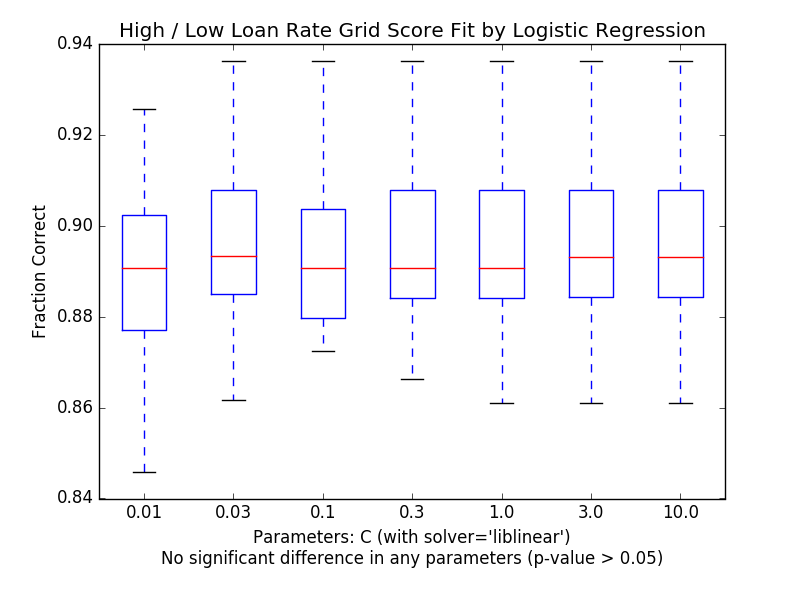 High / Low Loan Rate Grid Score Fit by Logistic Regression
0.94
0.92
0.90
0.88
0.86
0.84
Fraction Correct
0.01 0.03 0.1 0.3 1.0 3.0 10.0
Parameters: C (with solver='liblinear')
No significant difference in any parameters (p-value > 0.05)